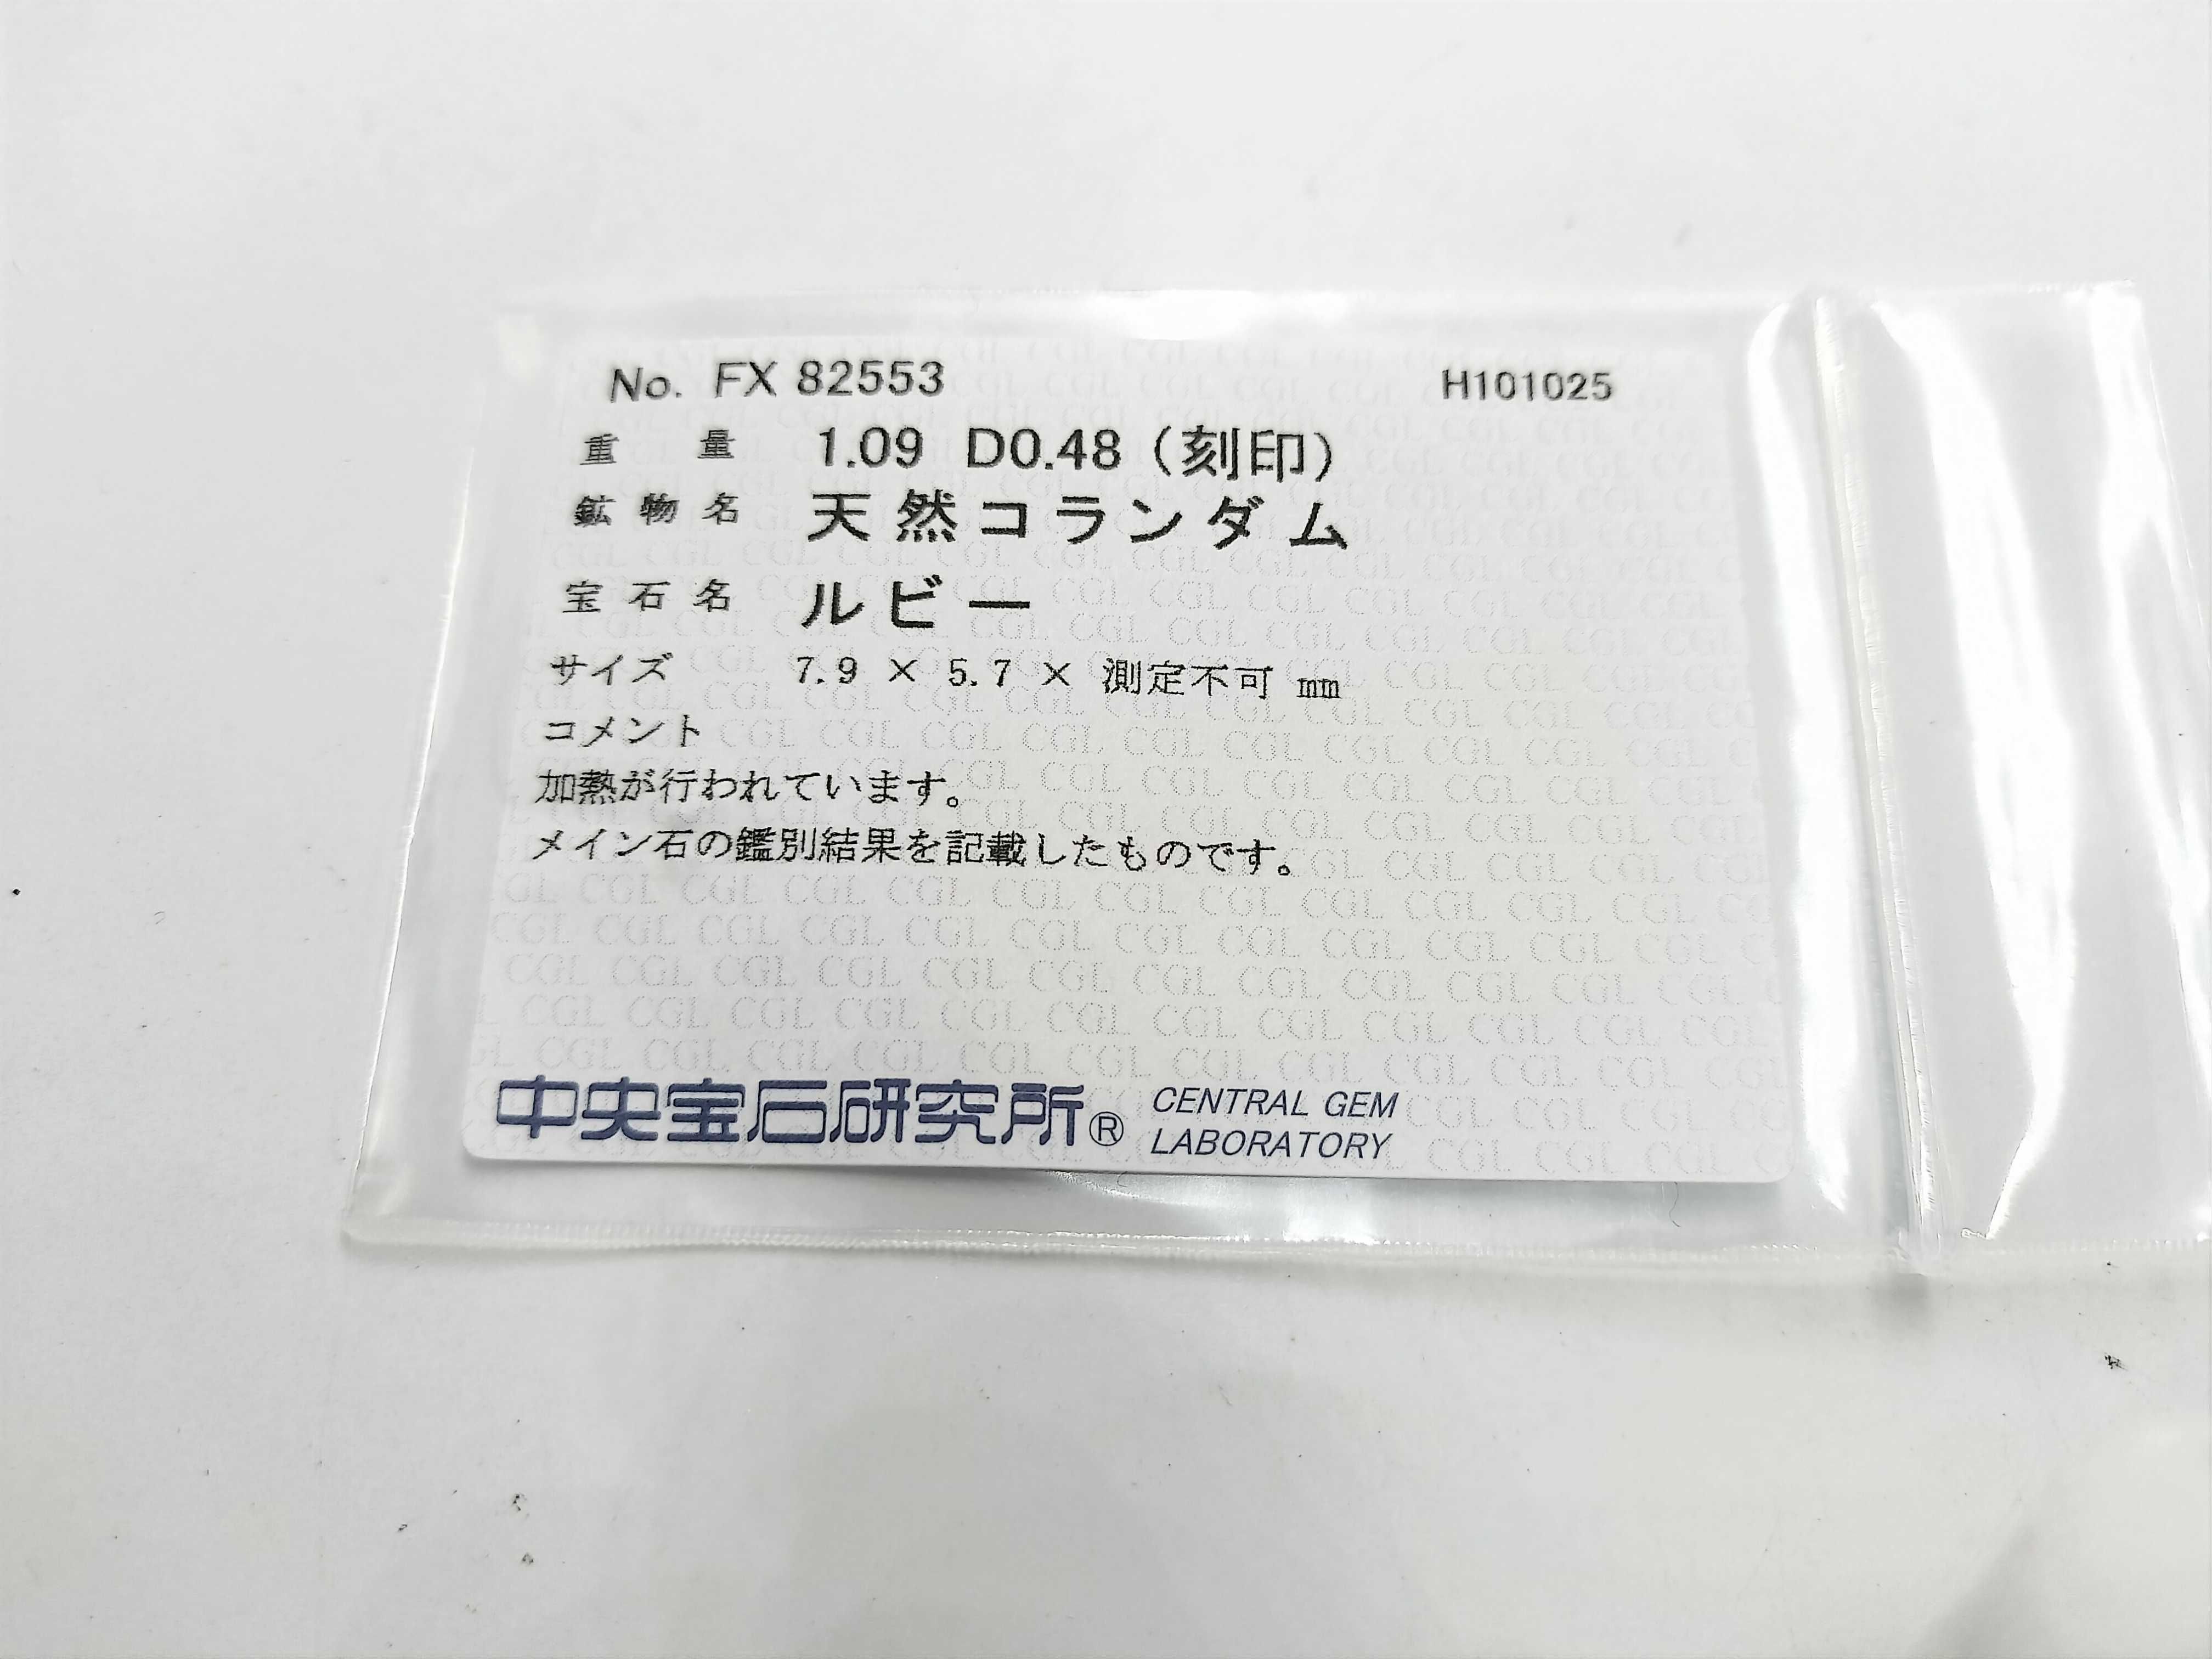 No. FX 82553 H101025
重量 1.09 D0.48（刻印）
鉱物名 天然コランダム
宝石名 ルビー
サイズ 7.9 × 5.7 × 測定不可 mm
コメント
加熱が行われています。
メイン石の鑑別結果を記載したものです。
中央宝石研究所® CENTRAL GEM
LABORATORY